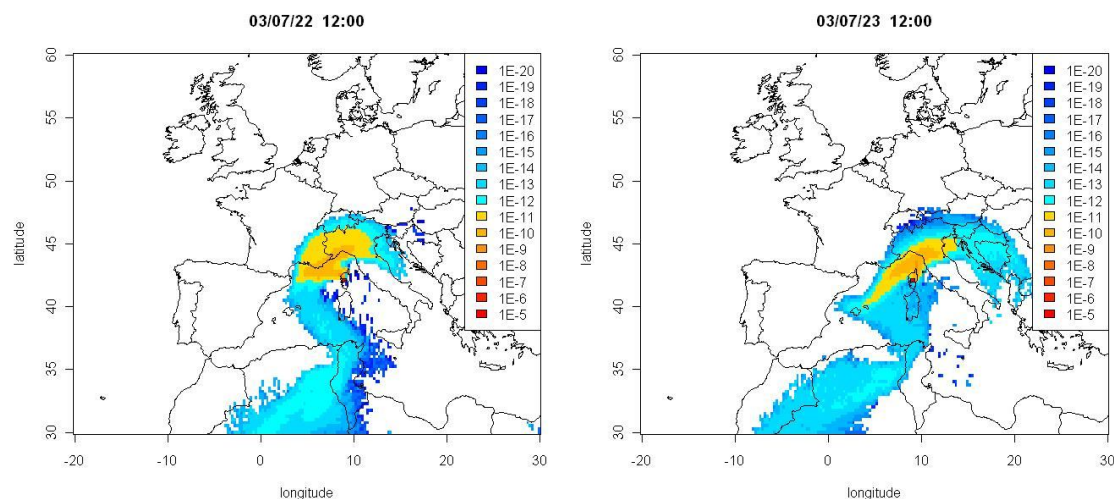 03/07/22 12:00
60
55
50
45
40
35
30
latitude
-20
-10
0
10
20
30
longitude
1E-20
1E-19
1E-18
1E-17
1E-16
1E-15
1E-14
1E-13
1E-12
1E-11
1E-10
1E-9
1E-8
1E-7
1E-6
1E-5
03/07/23 12:00
60
55
50
45
40
35
30
latitude
-20
-10
0
10
20
30
longitude
1E-20
1E-19
1E-18
1E-17
1E-16
1E-15
1E-14
1E-13
1E-12
1E-11
1E-10
1E-9
1E-8
1E-7
1E-6
1E-5